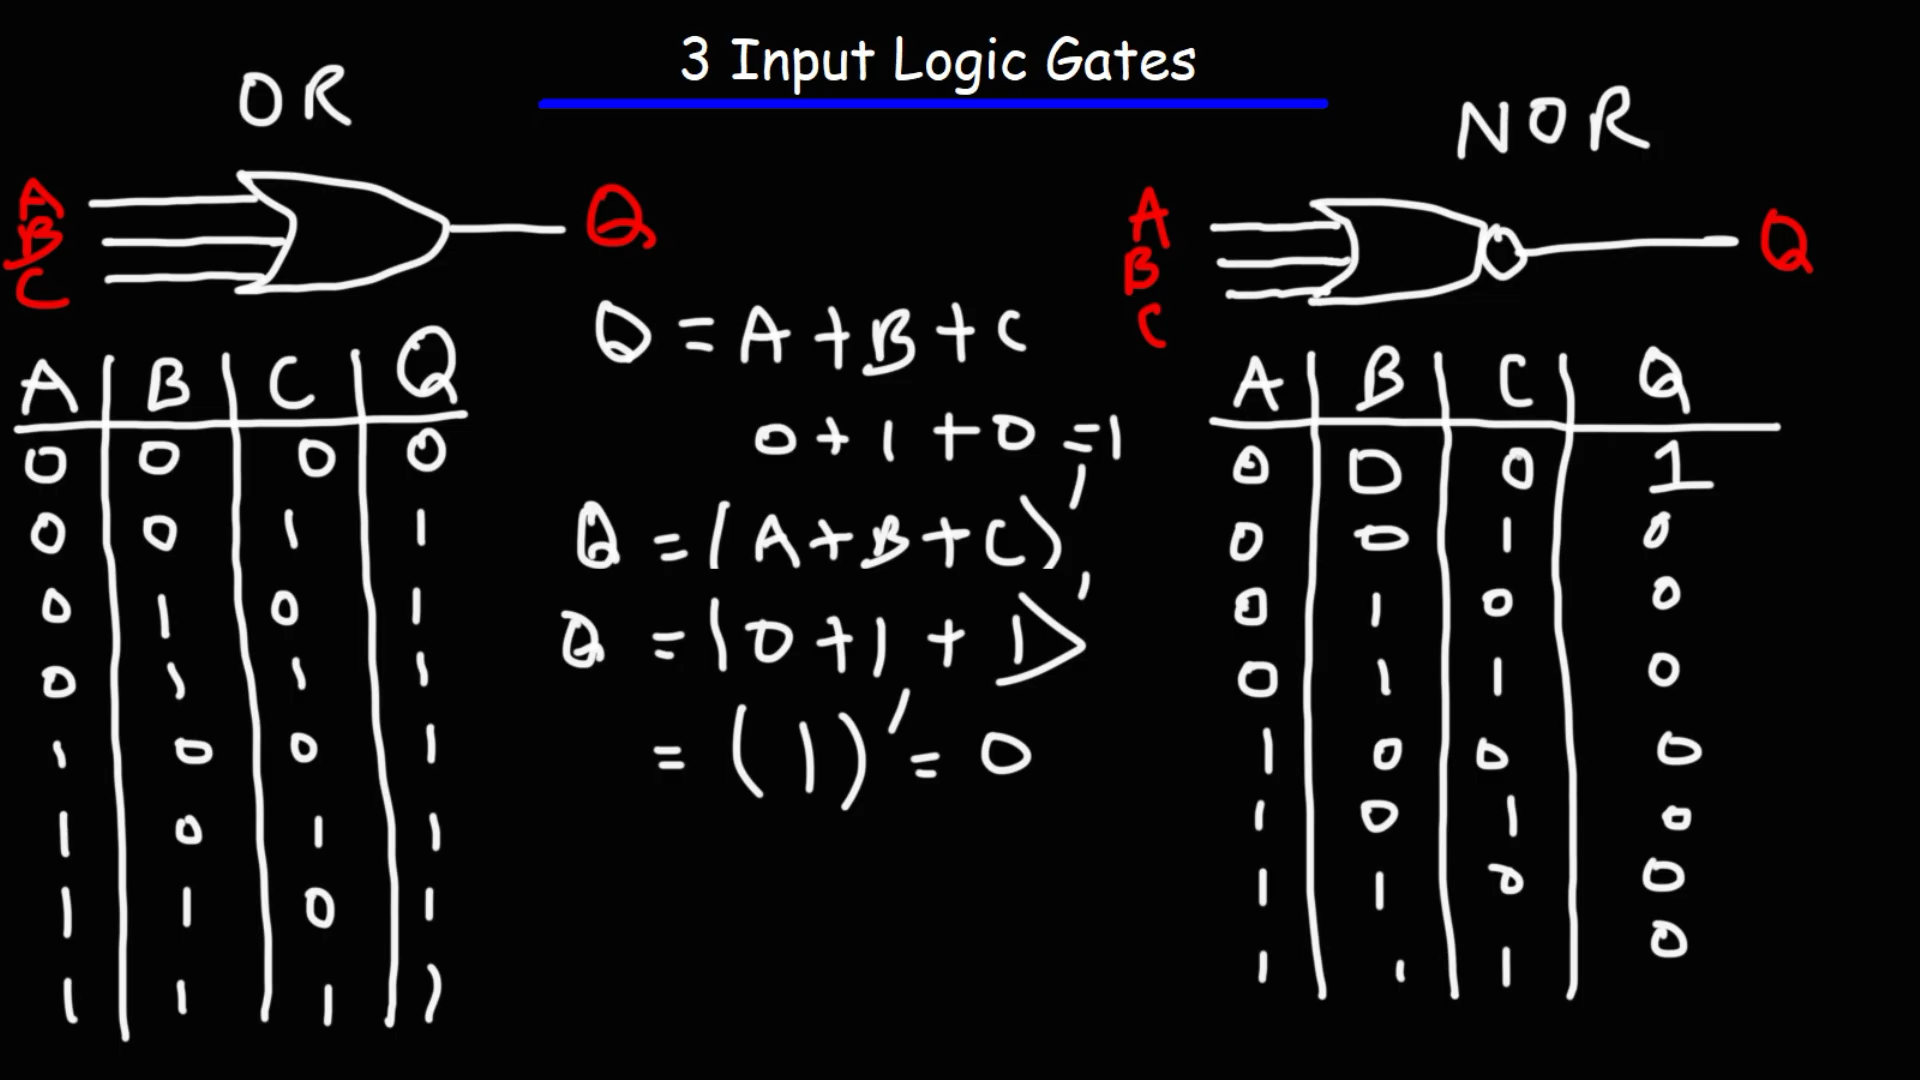 3 Input Logic Gates
OR
A
B
C
Q
A B C Q
0 0 0 0
0 0 1 1
0 1 0 1
0 1 1 1
1 0 0 1
1 0 1 1
1 1 0 1
1 1 1 1
Q = A + B + C
0 + 1 + 0 = 1
Q = (A + B + C)'
Q = (0 + 1 + 1)'
= (1)' = 0
NOR
A
B
C
Q
A B C Q
0 0 0 1
0 0 1 0
0 1 0 0
0 1 1 0
1 0 0 0
1 0 1 0
1 1 0 0
1 1 1 0